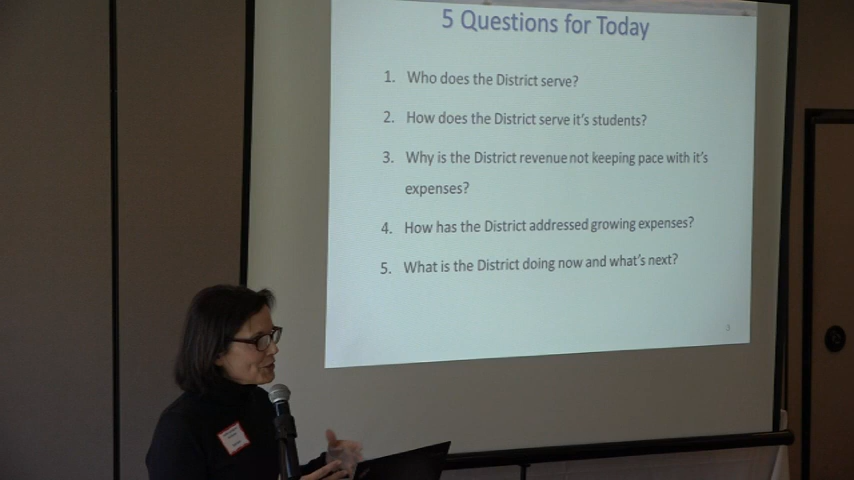 5 Questions for Today
1. Who does the District serve?
2. How does the District serve it's students?
3. Why is the District revenue not keeping pace with it's
expenses?
4. How has the District addressed growing expenses?
5. What is the District doing now and what's next?
3